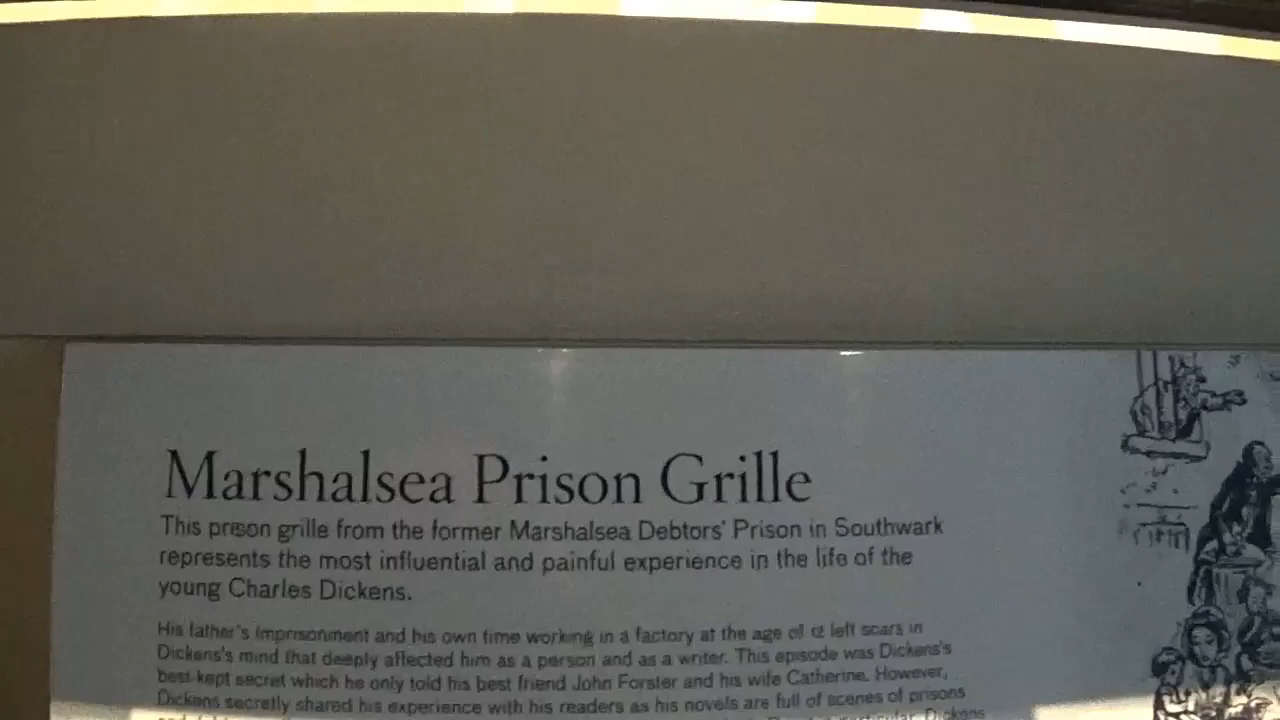 Marshalsea Prison Grille
This prison grille from the former Marshalsea Debtors' Prison in Southwark
represents the most influential and painful experience in the life of the
young Charles Dickens.
His father's imprisonment and his own time working in a factory at the age of 12 left scars in
Dickens's mind that deeply affected him as a person and as a writer. This episode was Dickens's
best-kept secret which he only told his best friend John Forster and his wife Catherine. However,
Dickens secretly shared his experience with his readers as his novels are full of scenes of prisons
Dickens